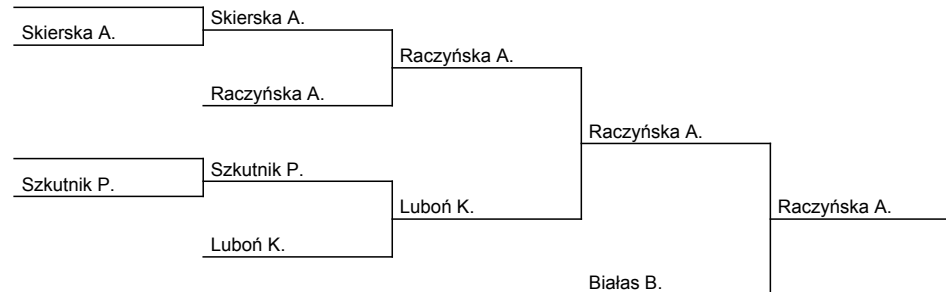 Skierska A.
Skierska A.
Raczyńska A.
Raczyńska A.
Raczyńska A.
Szkutnik P.
Szkutnik P.
Luboń K.
Raczyńska A.
Luboń K.
Białas B.